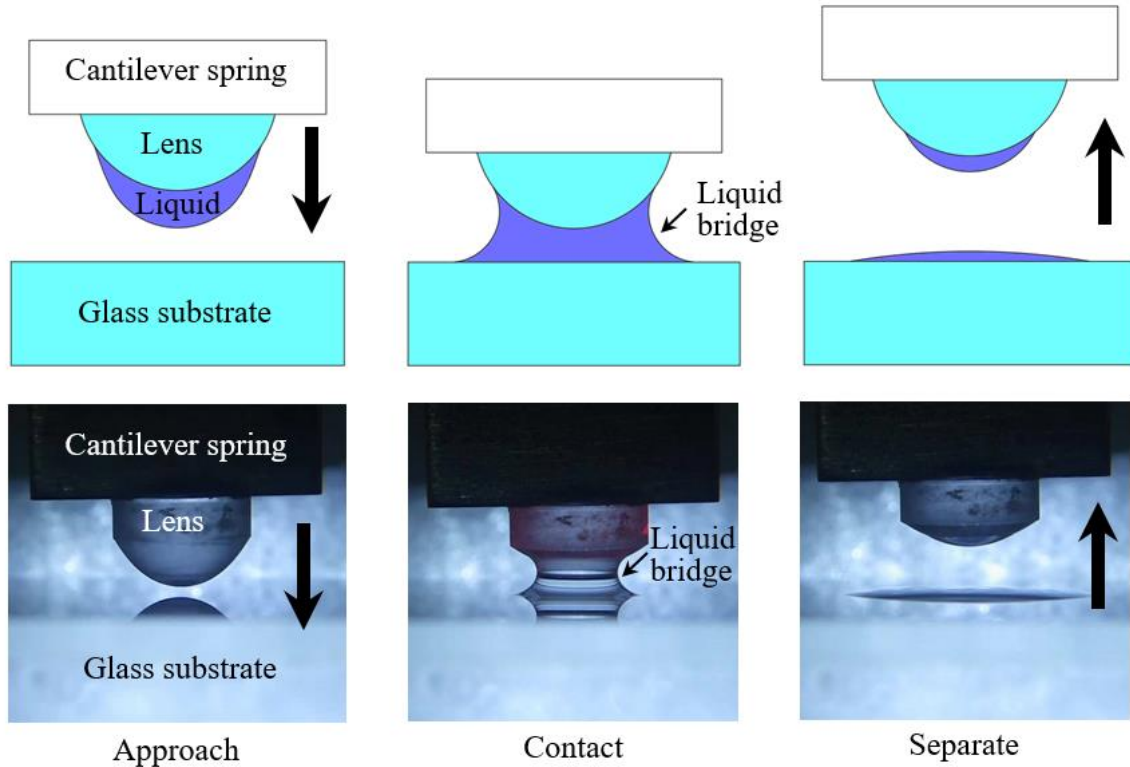 Cantilever spring
Lens
Liquid
Glass substrate
Liquid
bridge
Cantilever spring
Lens
Glass substrate
Liquid
bridge
Approach
Contact
Separate